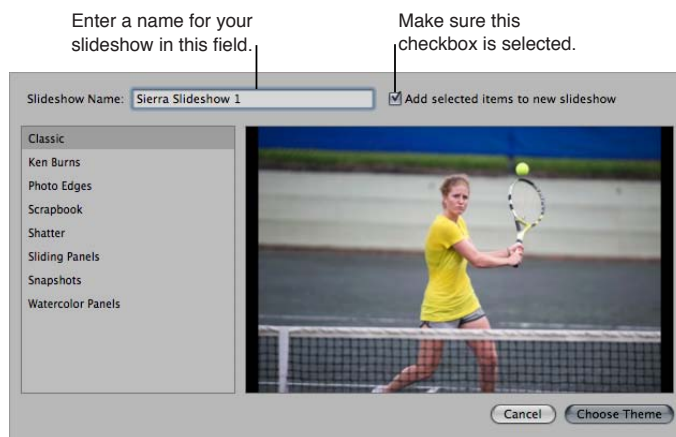 Enter a name for your
slideshow in this field.
Make sure this
checkbox is selected.
Slideshow Name: Sierra Slideshow 1
Add selected items to new slideshow
Classic
Ken Burns
Photo Edges
Scrapbook
Shatter
Sliding Panels
Snapshots
Watercolor Panels
Cancel
Choose Theme